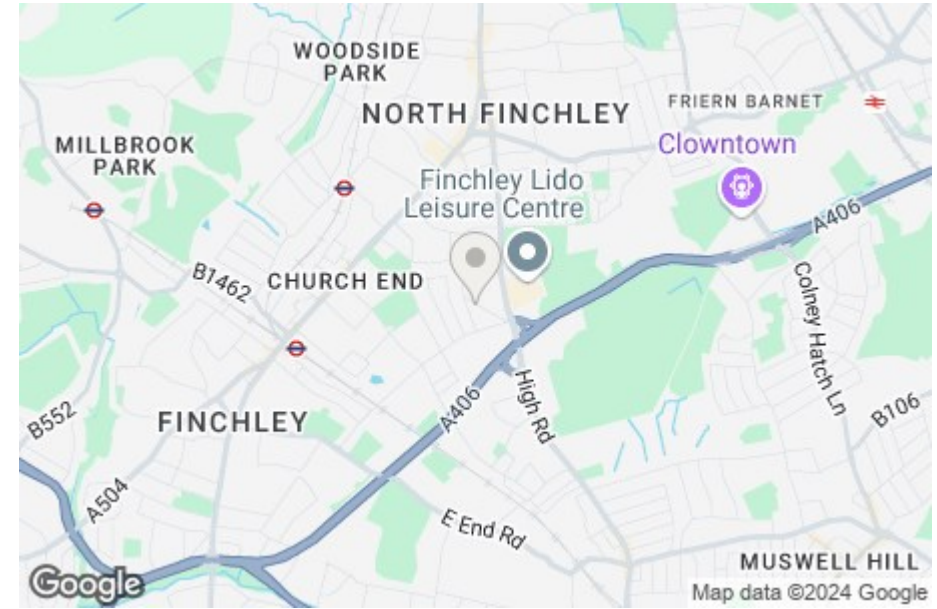 WOODSIDE
PARK
NORTH FINCHLEY
FRIERN BARNET
MILLBROOK
PARK
Clowntown
Finchley Lido
Leisure Centre
A406
B1462
CHURCH END
Colney Hatch Ln
A406
High Rd
B552
FINCHLEY
B106
A504
E End Rd
MUSWELL HILL
Google
Map data ©2024 Google